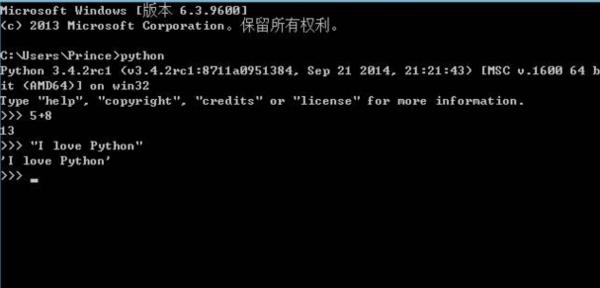 Microsoft Windows [版本 6.3.9600]
(c) 2013 Microsoft Corporation。保留所有权利。
C:\Users\Prince>python
Python 3.4.2rc1 (v3.4.2rc1:8711a0951384, Sep 21 2014, 21:21:43) [MSC v.1600 64 b
it (AMD64)] on win32
Type "help", "copyright", "credits" or "license" for more information.
>>> 5+8
13
>>> "I love Python"
'I love Python'
>>> _